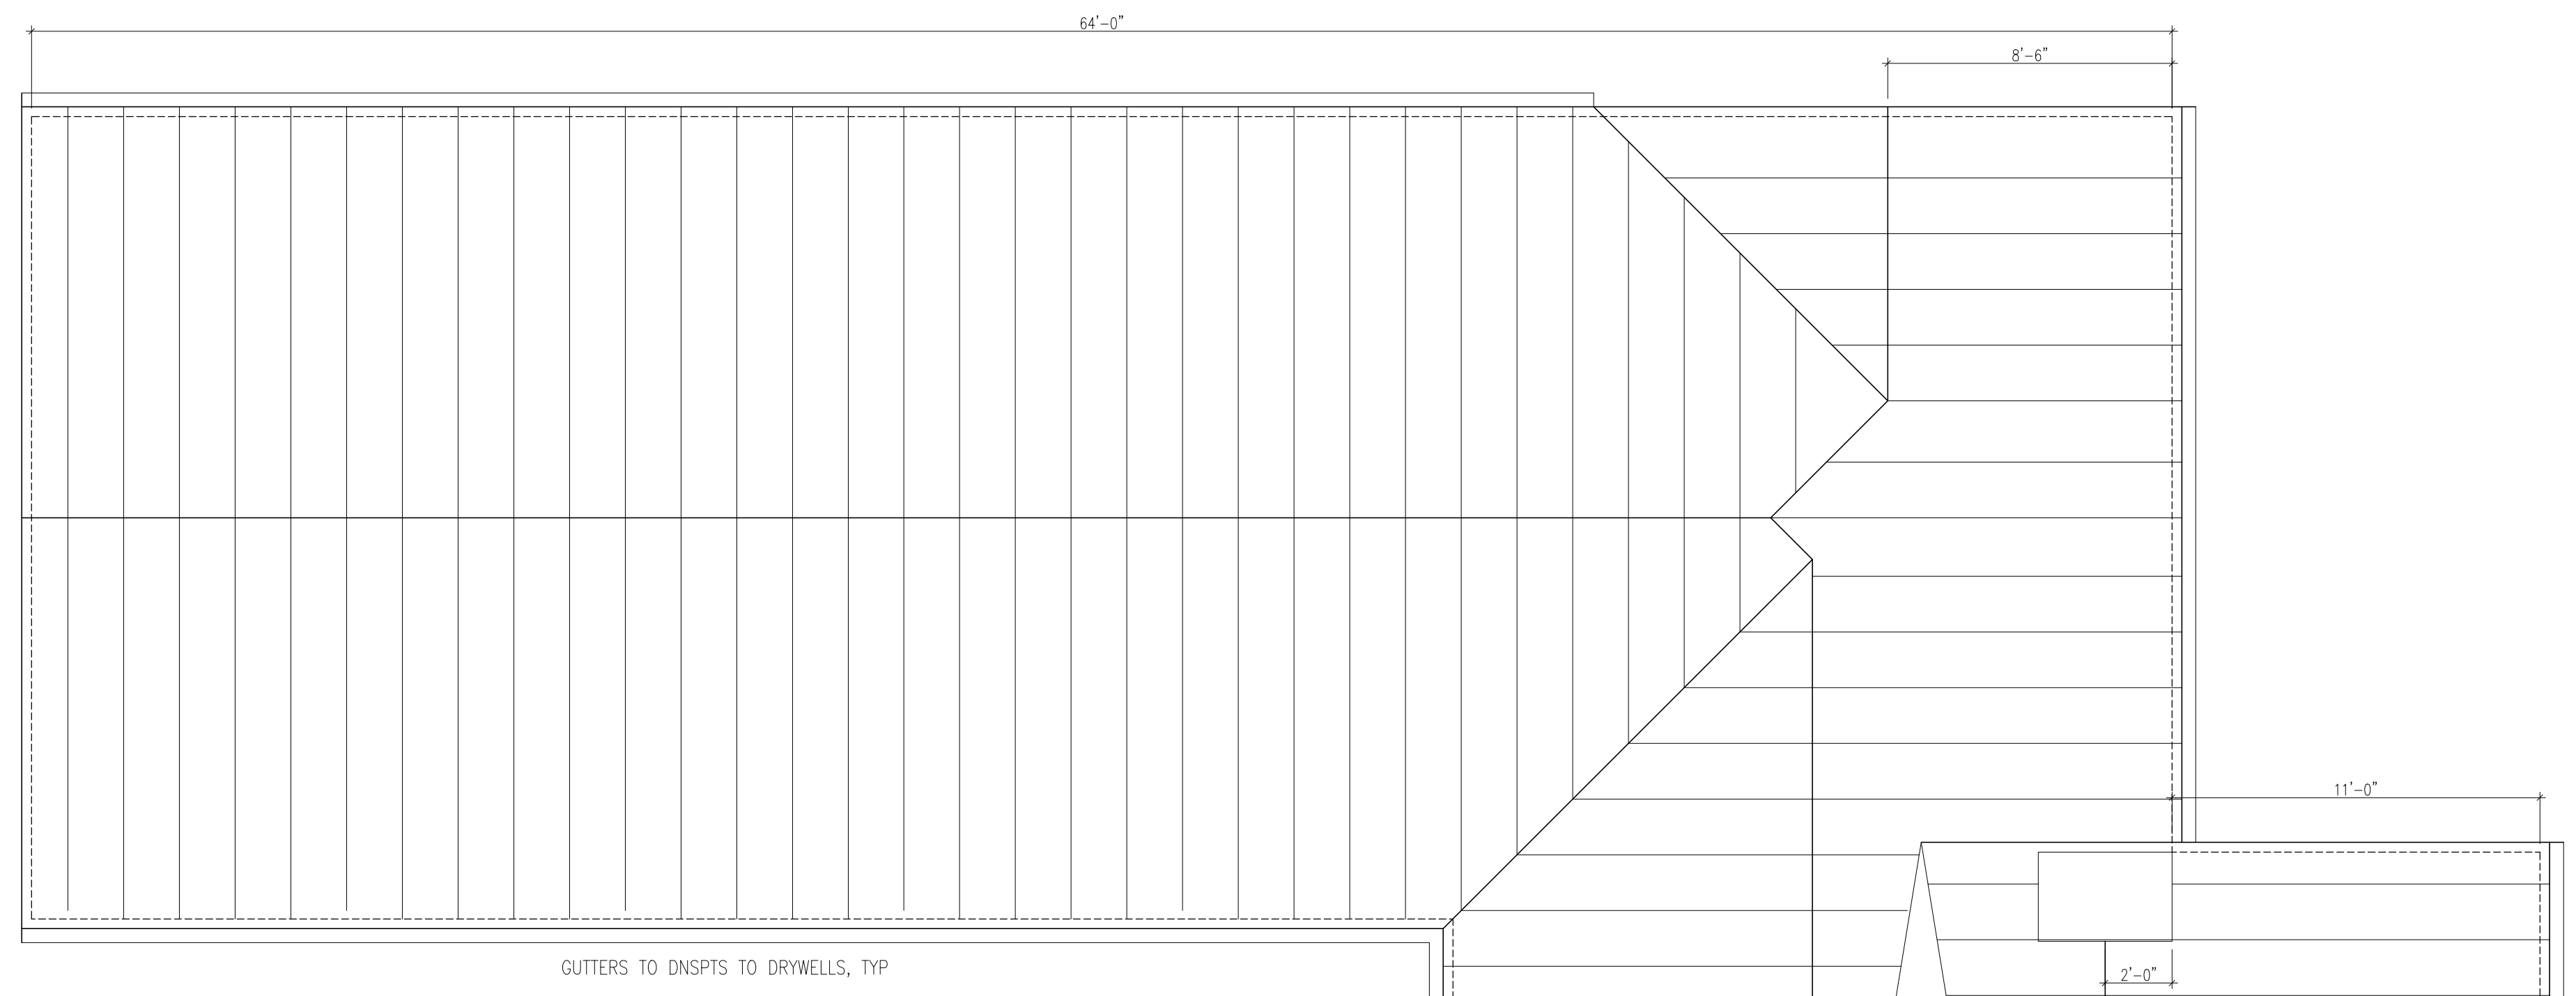 64'-0"
8'-6"
11'-0"
GUTTERS TO DNSPTS TO DRYWELLS, TYP
2'-0"